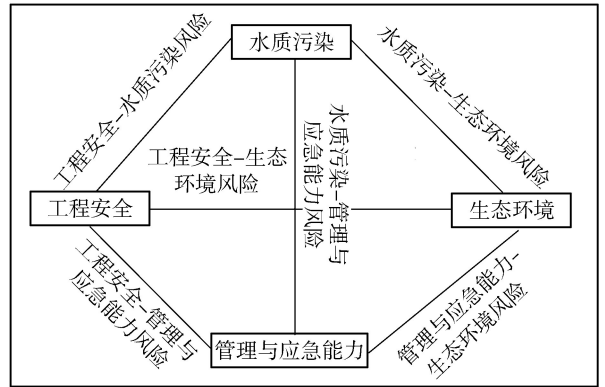 水质污染
工程安全–水质污染风险
水质污染–生态环境风险
工程安全–生态
环境风险
水质污染–管理与
应急能力风险
工程安全
生态环境
工程安全–管理与
应急能力风险
管理与应急能力–
生态环境风险
管理与应急能力